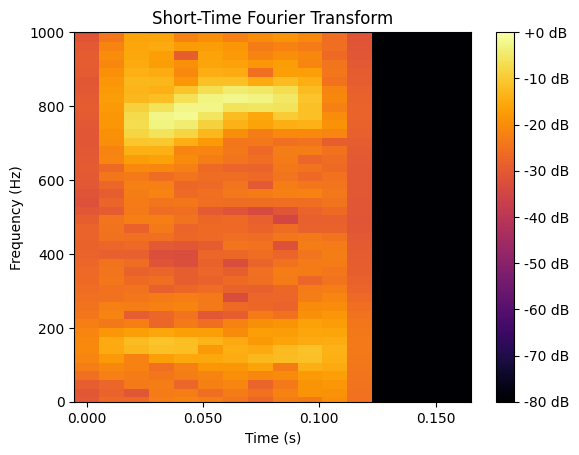 Short-Time Fourier Transform
1000
800
600
400
200
0
Frequency (Hz)
0.000
0.050
0.100
0.150
Time (s)
+0 dB
-10 dB
-20 dB
-30 dB
-40 dB
-50 dB
-60 dB
-70 dB
-80 dB